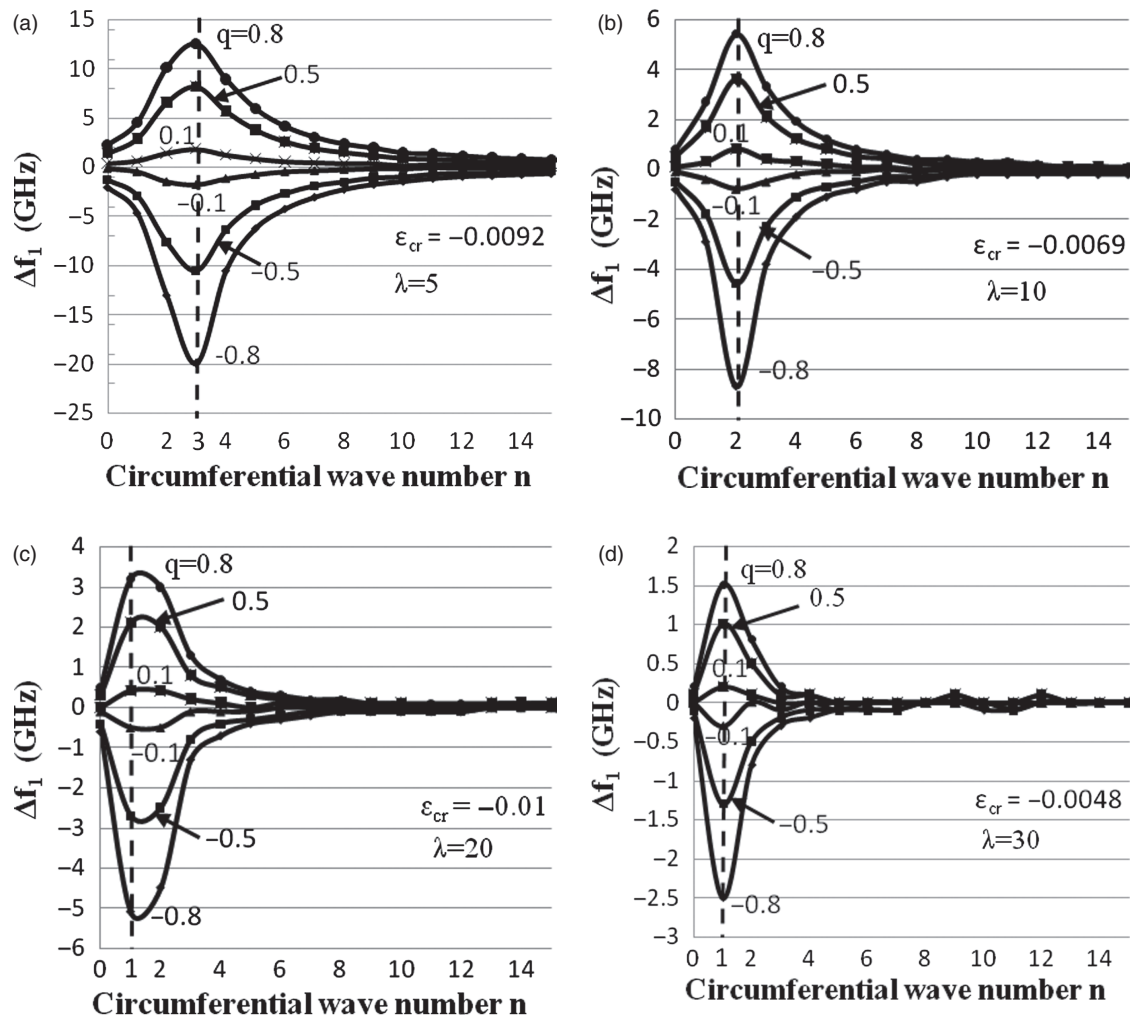 (a)
15
10
5
0
−5
−10
−15
−20
−25
Δf₁ (GHz)
q=0.8
0.5
0.1
−0.1
−0.5
-0.8
εcr = −0.0092
λ=5
0 2 3 4 6 8 10 12 14
Circumferential wave number n
(b)
6
4
2
0
−2
−4
−6
−8
−10
Δf₁ (GHz)
q=0.8
0.5
0.1
−0.1
−0.5
−0.8
εcr = −0.0069
λ=10
0 2 4 6 8 10 12 14
Circumferential wave number n
(c)
4
3
2
1
0
−1
−2
−3
−4
−5
−6
Δf₁ (GHz)
q=0.8
0.5
0.1
−0.1
−0.5
−0.8
εcr = −0.01
λ=20
0 1 2 4 6 8 10 12 14
Circumferential wave number n
(d)
2
1.5
1
0.5
0
−0.5
−1
−1.5
−2
−2.5
−3
Δf₁ (GHz)
q=0.8
0.5
0.1
−0.1
−0.5
−0.8
εcr = −0.0048
λ=30
0 1 2 4 6 8 10 12 14
Circumferential wave number n